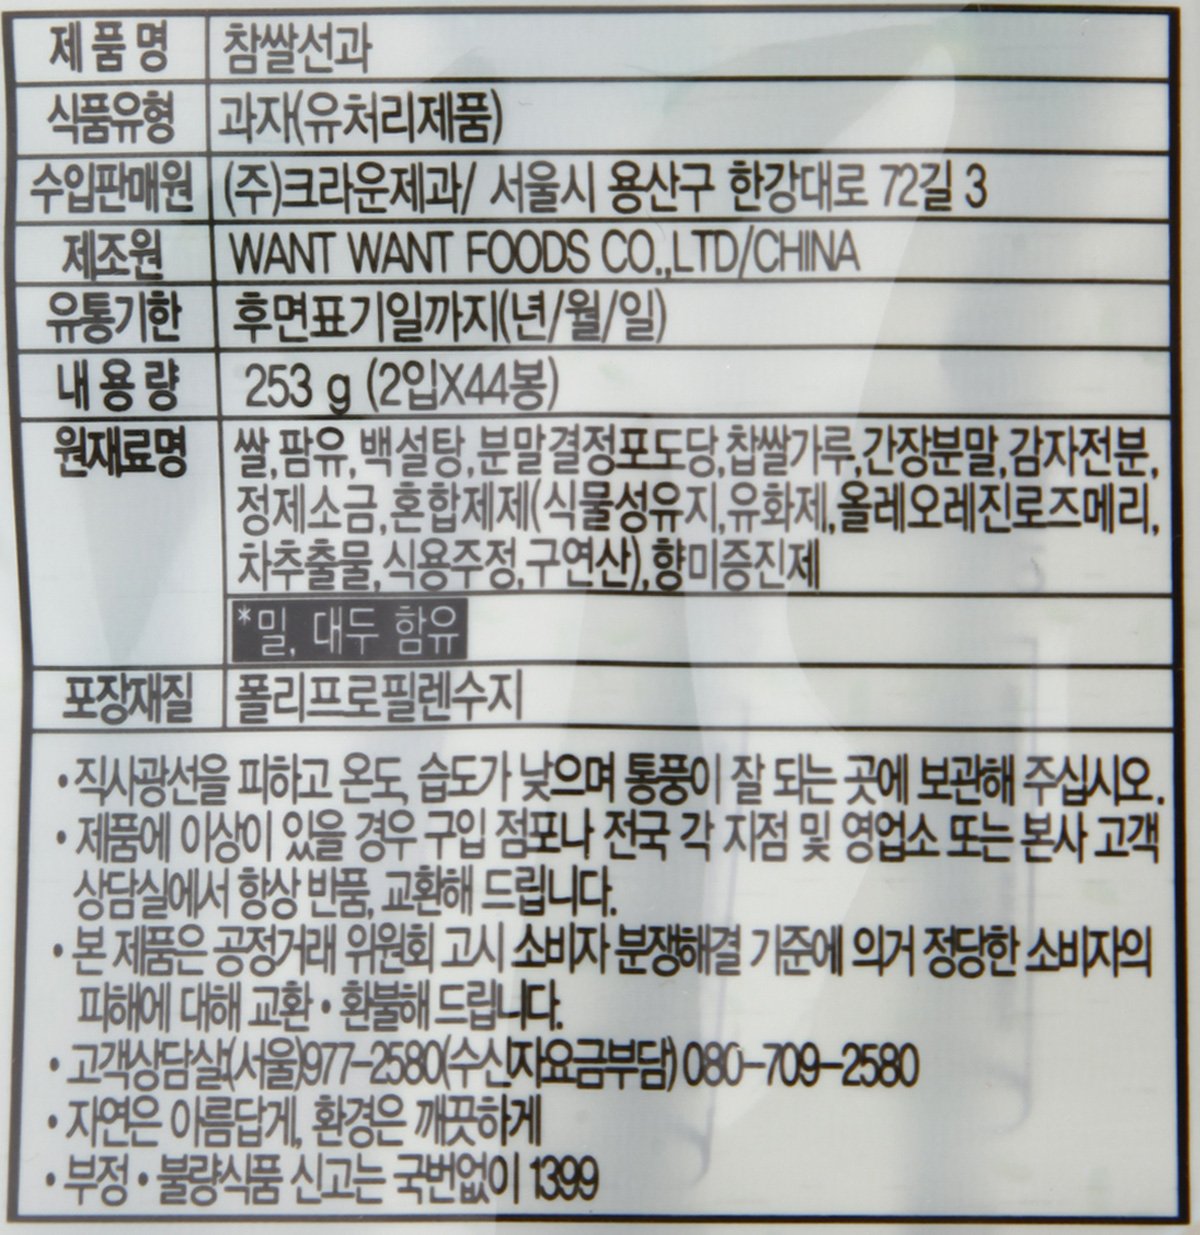 제품명 참쌀선과
식품유형 과자(유처리제품)
수입판매원 (주)크라운제과/ 서울시 용산구 한강대로 72길 3
제조원 WANT WANT FOODS CO.,LTD/CHINA
유통기한 후면표기일까지(년/월/일)
내용량 253 g (2입X44봉)
원재료명 쌀,팜유,백설탕,분말결정포도당,찹쌀가루,간장분말,감자전분,
정제소금,혼합제제(식물성유지,유화제,올레오레진로즈메리,
차추출물,식용주정,구연산),향미증진제
*밀, 대두 함유
포장재질 폴리프로필렌수지
• 직사광선을 피하고 온도, 습도가 낮으며 통풍이 잘 되는 곳에 보관해 주십시오.
• 제품에 이상이 있을 경우 구입 점포나 전국 각 지점 및 영업소 또는 본사 고객
상담실에서 항상 반품, 교환해 드립니다.
• 본 제품은 공정거래 위원회 고시 소비자 분쟁해결 기준에 의거 정당한 소비자의
피해에 대해 교환•환불해 드립니다.
• 고객상담실:(서울)977-2580(수신자요금부담) 080-709-2580
• 자연은 아름답게, 환경은 깨끗하게
• 부정•불량식품 신고는 국번없이 1399